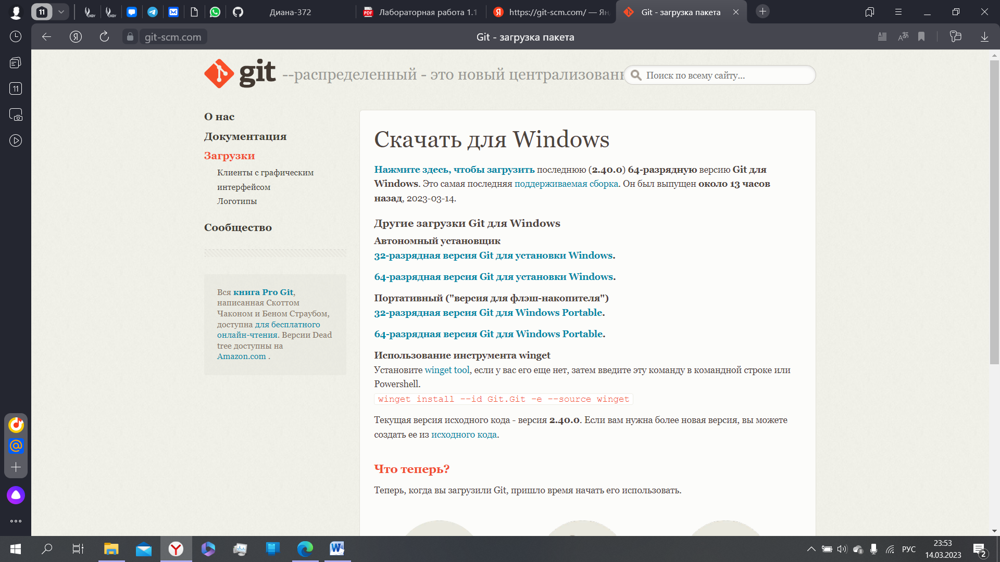 11
Диана-372
PDF
Лабораторная работа 1.1
Я
https://git-scm.com/ — Ян
Git - загрузка пакета
Я
git-scm.com
Git - загрузка пакета
11
git
--распределенный - это новый централизован
Поиск по всему сайту...
О нас
Документация
Загрузки
Клиенты с графическим
интерфейсом
Логотипы
Сообщество
Вся книга Pro Git,
написанная Скоттом
Чаконом и Беном Страубом,
доступна для бесплатного
онлайн-чтения. Версии Dead
tree доступны на
Amazon.com .
Скачать для Windows
Нажмите здесь, чтобы загрузить последнюю (2.40.0) 64-разрядную версию Git для
Windows. Это самая последняя поддерживаемая сборка. Он был выпущен около 13 часов
назад, 2023-03-14.
Другие загрузки Git для Windows
Автономный установщик
32-разрядная версия Git для установки Windows.
64-разрядная версия Git для установки Windows.
Портативный ("версия для флэш-накопителя")
32-разрядная версия Git для Windows Portable.
64-разрядная версия Git для Windows Portable.
Использование инструмента winget
Установите winget tool, если у вас его еще нет, затем введите эту команду в командной строке или
Powershell.
winget install --id Git.Git -e --source winget
Текущая версия исходного кода - версия 2.40.0. Если вам нужна более новая версия, вы можете
создать ее из исходного кода.
Что теперь?
Теперь, когда вы загрузили Git, пришло время начать его использовать.
РУС
23:53
14.03.2023
2